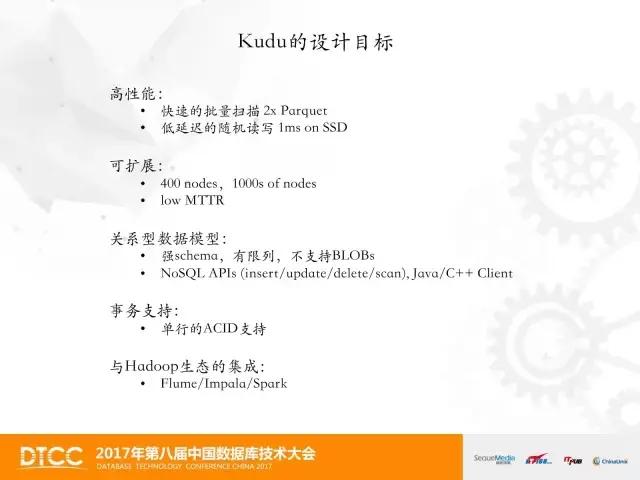 Kudu的设计目标
高性能：
• 快速的批量扫描 2x Parquet
• 低延迟的随机读写 1ms on SSD
可扩展：
• 400 nodes，1000s of nodes
• low MTTR
关系型数据模型：
• 强schema，有限列，不支持BLOBs
• NoSQL APIs (insert/update/delete/scan), Java/C++ Client
事务支持：
• 单行的ACID支持
与Hadoop生态的集成：
• Flume/Impala/Spark
DTCC
2017年第八届中国数据库技术大会
DATABASE TECHNOLOGY CONFERENCE CHINA 2017
SequeMedia
ITPUB
ChinaUnix